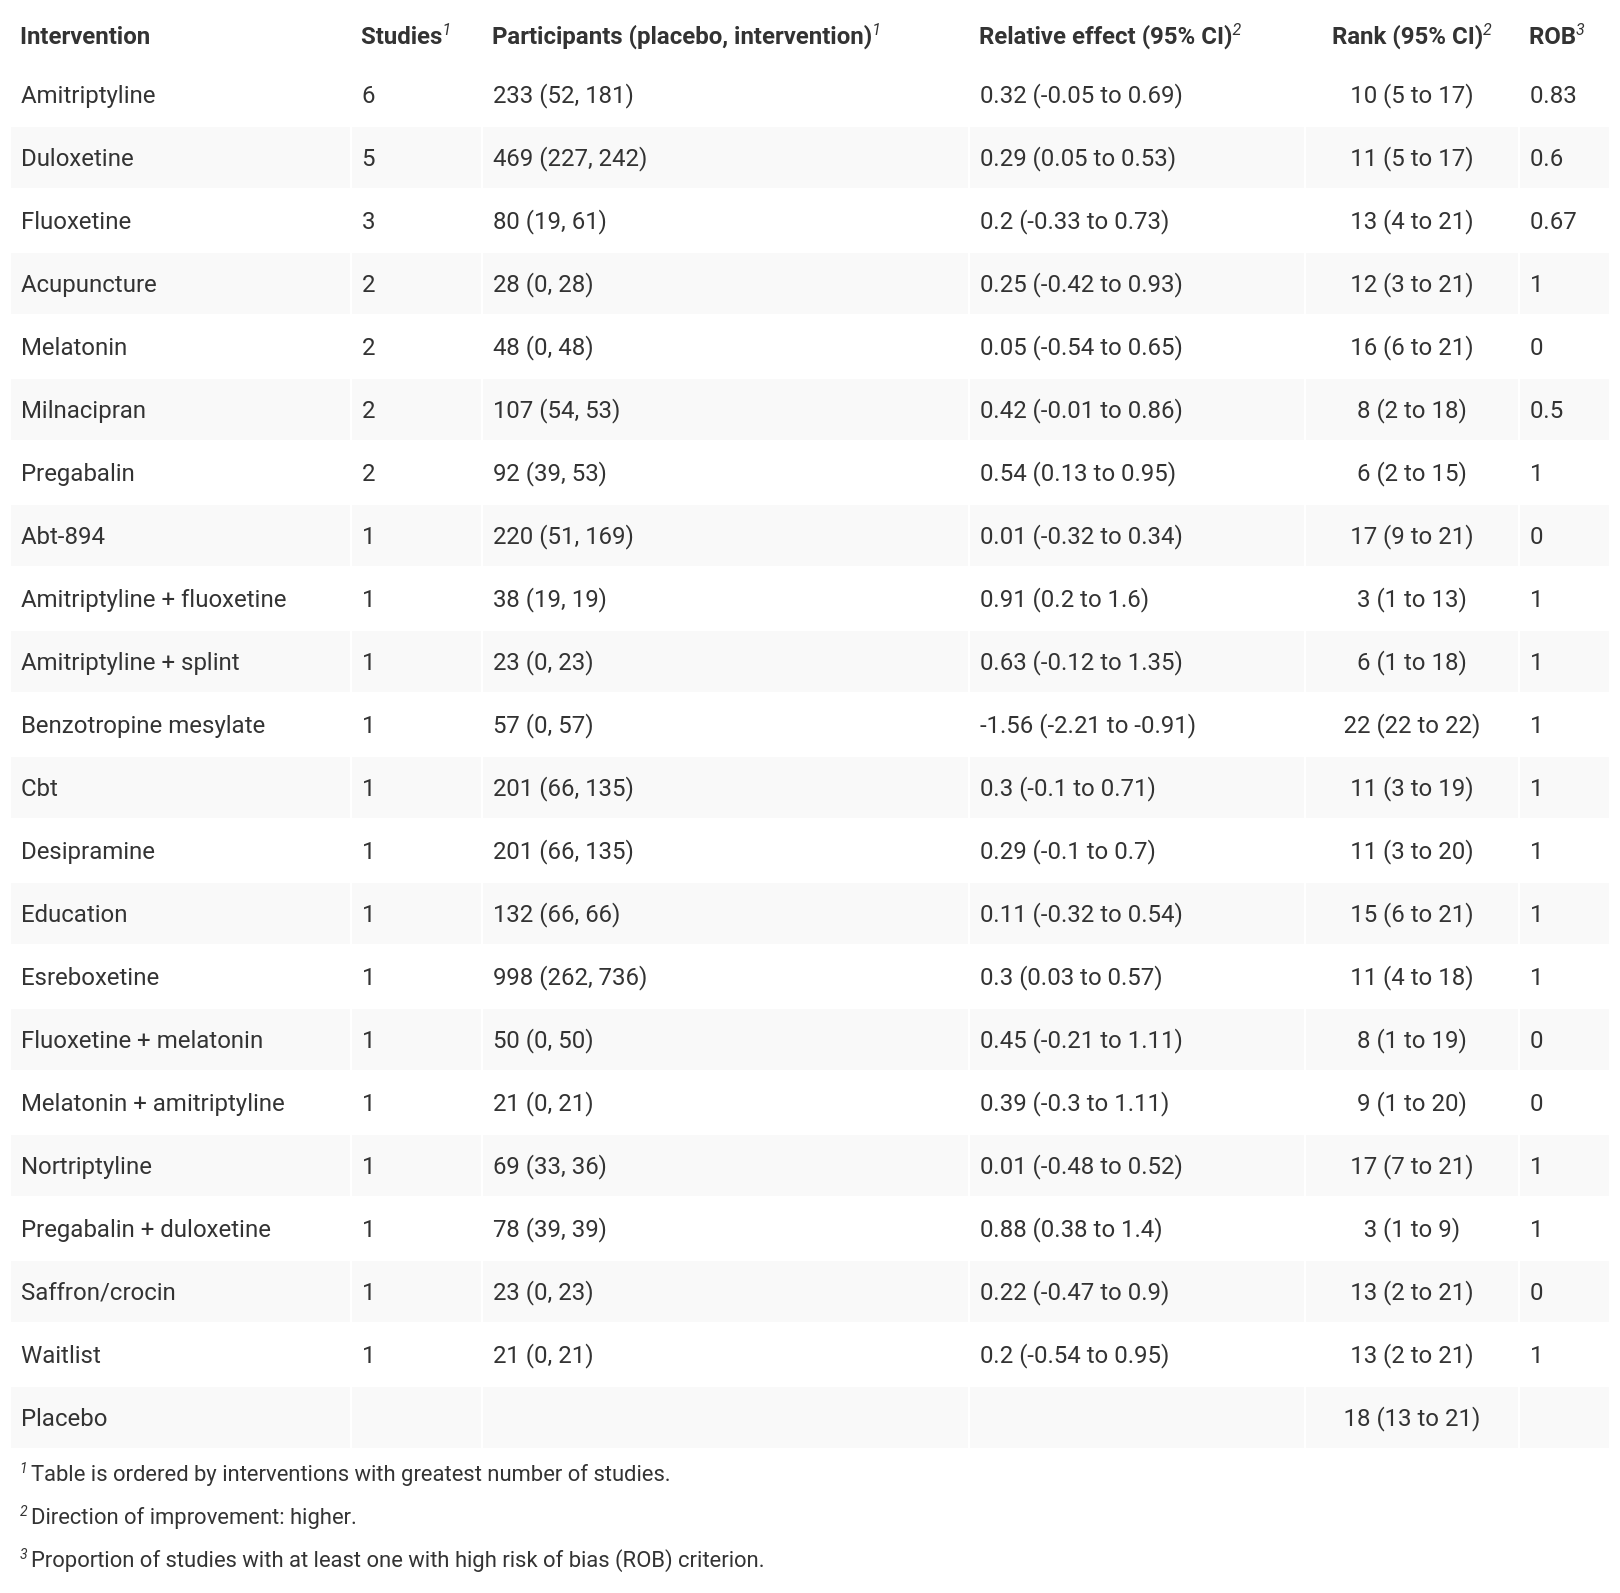 Intervention Studies1 Participants (placebo, intervention)1 Relative effect (95% CI)2 Rank (95% CI)2 ROB3
Amitriptyline 6 233 (52, 181) 0.32 (-0.05 to 0.69) 10 (5 to 17) 0.83
Duloxetine 5 469 (227, 242) 0.29 (0.05 to 0.53) 11 (5 to 17) 0.6
Fluoxetine 3 80 (19, 61) 0.2 (-0.33 to 0.73) 13 (4 to 21) 0.67
Acupuncture 2 28 (0, 28) 0.25 (-0.42 to 0.93) 12 (3 to 21) 1
Melatonin 2 48 (0, 48) 0.05 (-0.54 to 0.65) 16 (6 to 21) 0
Milnacipran 2 107 (54, 53) 0.42 (-0.01 to 0.86) 8 (2 to 18) 0.5
Pregabalin 2 92 (39, 53) 0.54 (0.13 to 0.95) 6 (2 to 15) 1
Abt-894 1 220 (51, 169) 0.01 (-0.32 to 0.34) 17 (9 to 21) 0
Amitriptyline + fluoxetine 1 38 (19, 19) 0.91 (0.2 to 1.6) 3 (1 to 13) 1
Amitriptyline + splint 1 23 (0, 23) 0.63 (-0.12 to 1.35) 6 (1 to 18) 1
Benzotropine mesylate 1 57 (0, 57) -1.56 (-2.21 to -0.91) 22 (22 to 22) 1
Cbt 1 201 (66, 135) 0.3 (-0.1 to 0.71) 11 (3 to 19) 1
Desipramine 1 201 (66, 135) 0.29 (-0.1 to 0.7) 11 (3 to 20) 1
Education 1 132 (66, 66) 0.11 (-0.32 to 0.54) 15 (6 to 21) 1
Esreboxetine 1 998 (262, 736) 0.3 (0.03 to 0.57) 11 (4 to 18) 1
Fluoxetine + melatonin 1 50 (0, 50) 0.45 (-0.21 to 1.11) 8 (1 to 19) 0
Melatonin + amitriptyline 1 21 (0, 21) 0.39 (-0.3 to 1.11) 9 (1 to 20) 0
Nortriptyline 1 69 (33, 36) 0.01 (-0.48 to 0.52) 17 (7 to 21) 1
Pregabalin + duloxetine 1 78 (39, 39) 0.88 (0.38 to 1.4) 3 (1 to 9) 1
Saffron/crocin 1 23 (0, 23) 0.22 (-0.47 to 0.9) 13 (2 to 21) 0
Waitlist 1 21 (0, 21) 0.2 (-0.54 to 0.95) 13 (2 to 21) 1
Placebo 18 (13 to 21)
1 Table is ordered by interventions with greatest number of studies.
2 Direction of improvement: higher.
3 Proportion of studies with at least one with high risk of bias (ROB) criterion.